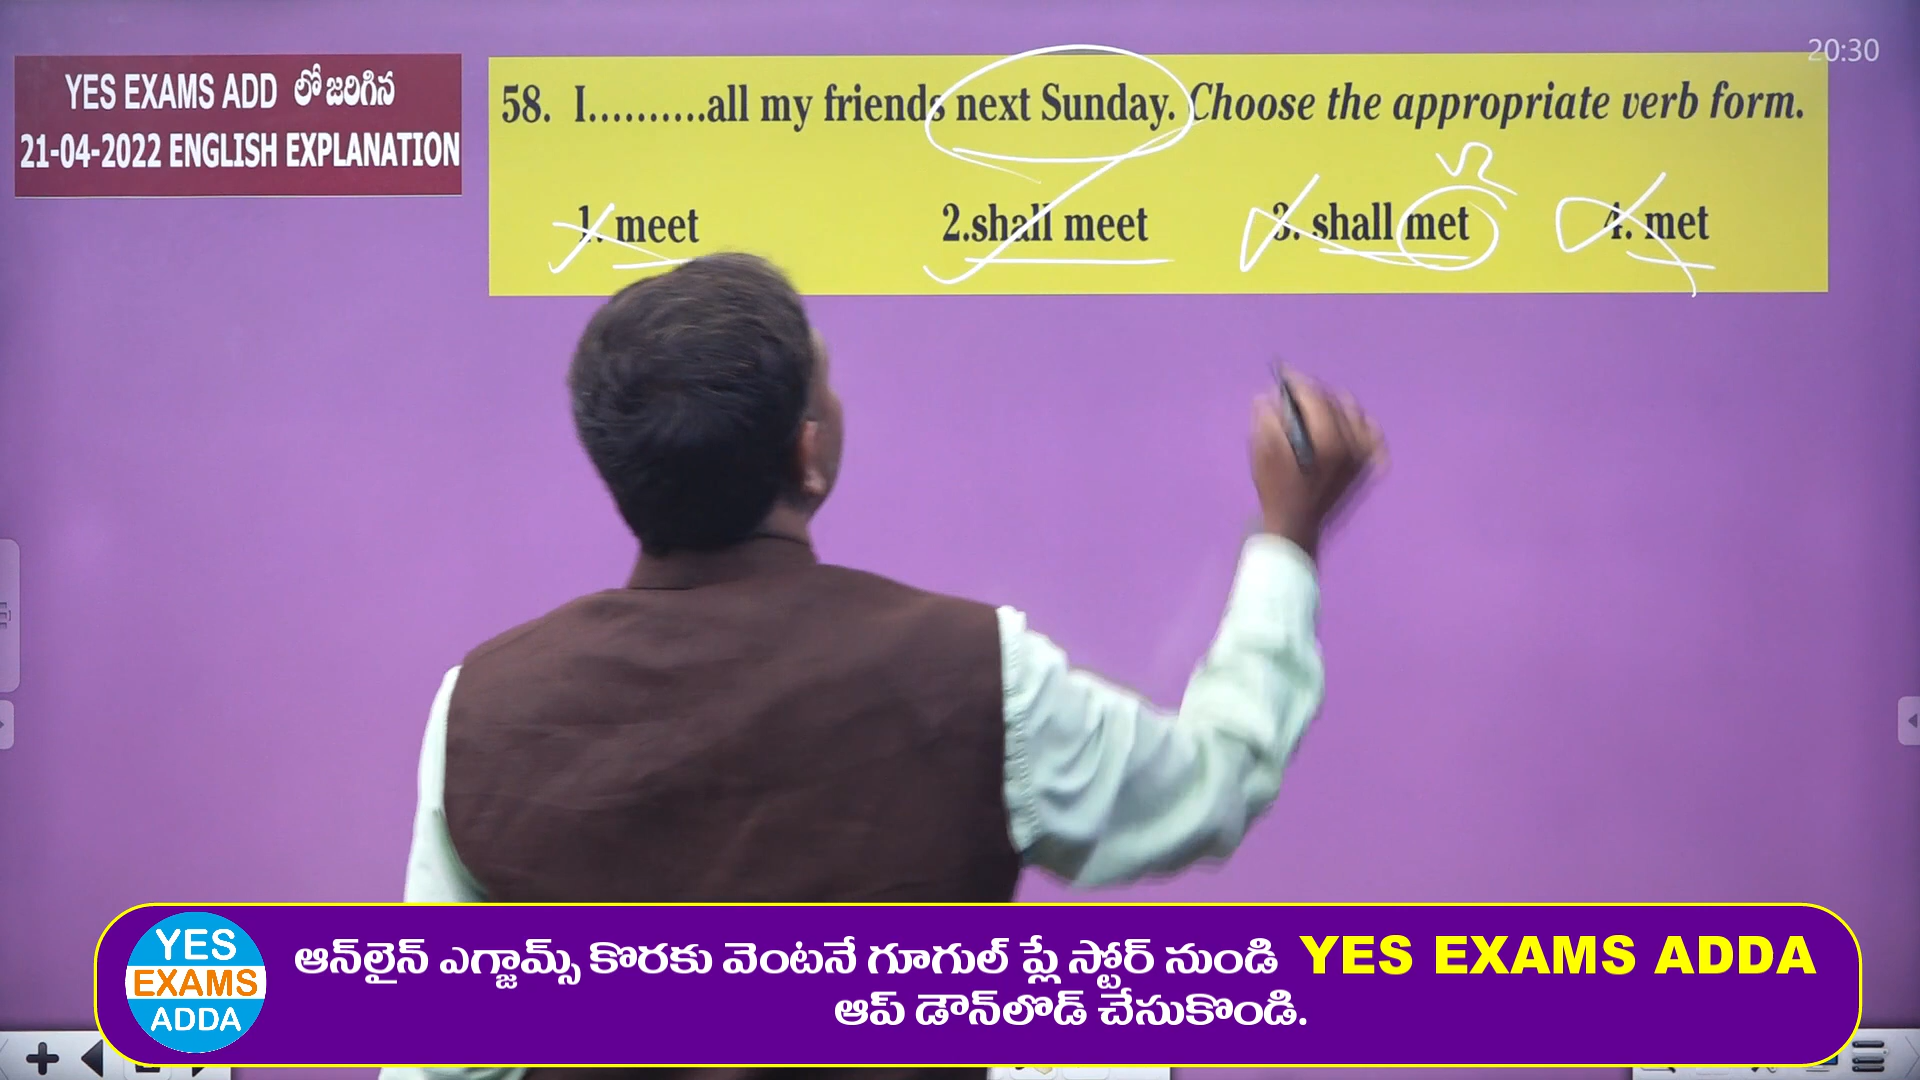 20:30
YES EXAMS ADD లో జరిగిన
21-04-2022 ENGLISH EXPLANATION
58. I..........all my friends next Sunday. Choose the appropriate verb form.
V2
1. meet 2.shall meet 3. shall met 4. met
YES
EXAMS
ADDA
ఆన్‌లైన్ ఎగ్జామ్స్ కొరకు వెంటనే గూగుల్ ప్లే స్టోర్ నుండి YES EXAMS ADDA
ఆప్ డౌన్‌లొడ్ చేసుకొండి.